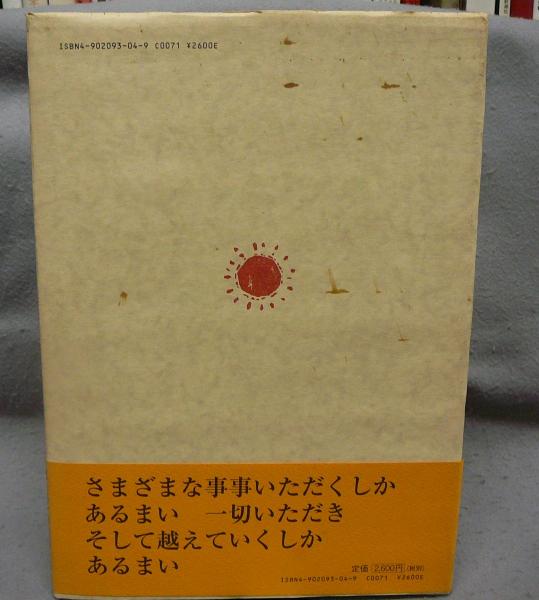 ISBN4-902093-04-9 C0071 ¥2600E
さまざまな事事いただくしか
あるまい 一切いただき
そして越えていくしか
あるまい
定価 2,600円 (税別)
ISBN4-902093-04-9 C0071 ¥2600E